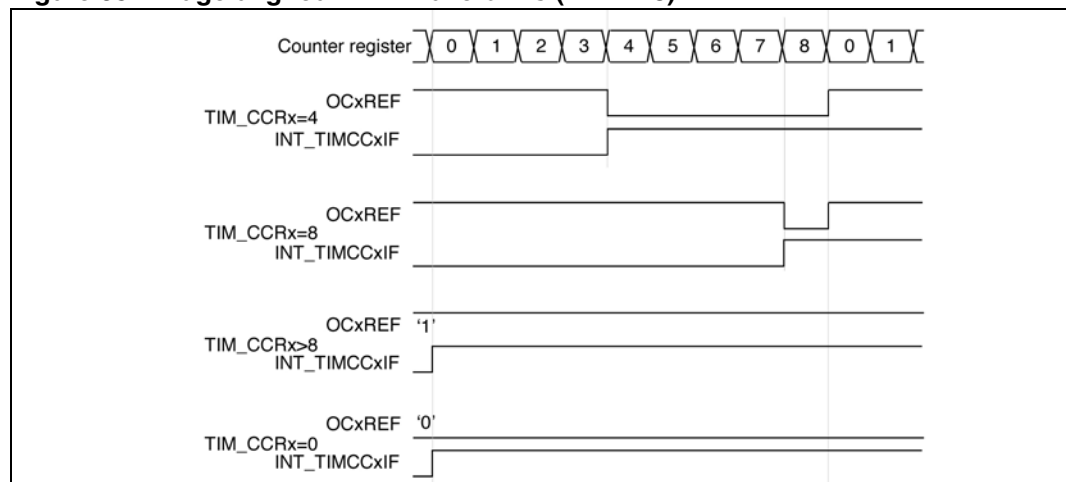 Counter register 0 1 2 3 4 5 6 7 8 0 1
OCxREF
TIM_CCRx=4
INT_TIMCCxIF
OCxREF
TIM_CCRx=8
INT_TIMCCxIF
OCxREF '1'
TIM_CCRx>8
INT_TIMCCxIF
OCxREF '0'
TIM_CCRx=0
INT_TIMCCxIF